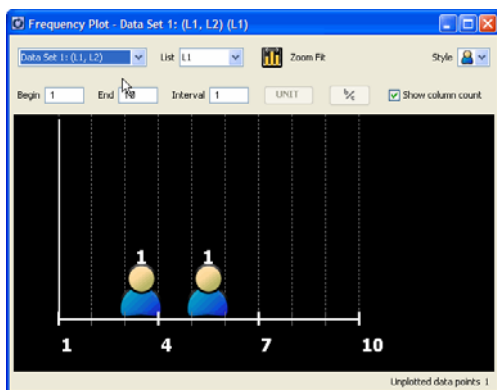 Frequency Plot - Data Set 1: (L1, L2) (L1)
Data Set 1: (L1, L2) List L1 Zoom Fit Style
Begin 1 End Interval 1 UNIT Show column count
1 1
1 4 7 10
Unplotted data points 1